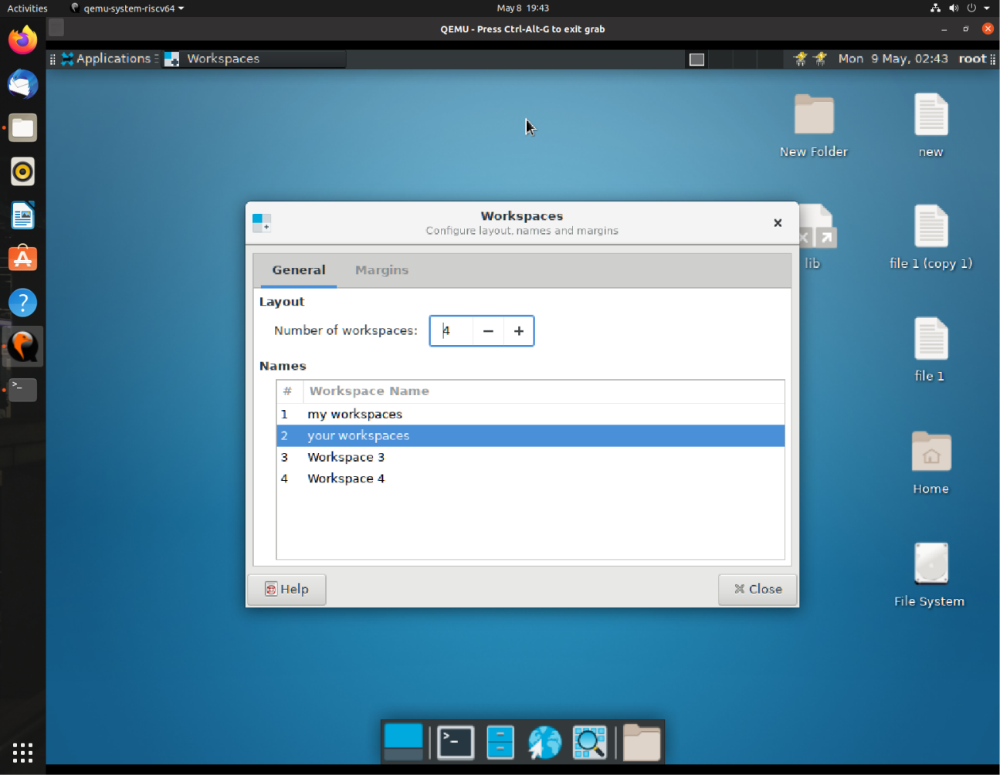 Activities qemu-system-riscv64 May 8 19:43
QEMU - Press Ctrl-Alt-G to exit grab
Applications Workspaces Mon 9 May, 02:43 root
New Folder new
Workspaces
Configure layout, names and margins
lib file 1 (copy 1)
General Margins
Layout
Number of workspaces: 4 − +
Names
# Workspace Name
1 my workspaces
2 your workspaces
3 Workspace 3
4 Workspace 4
file 1
Home
Help Close
File System